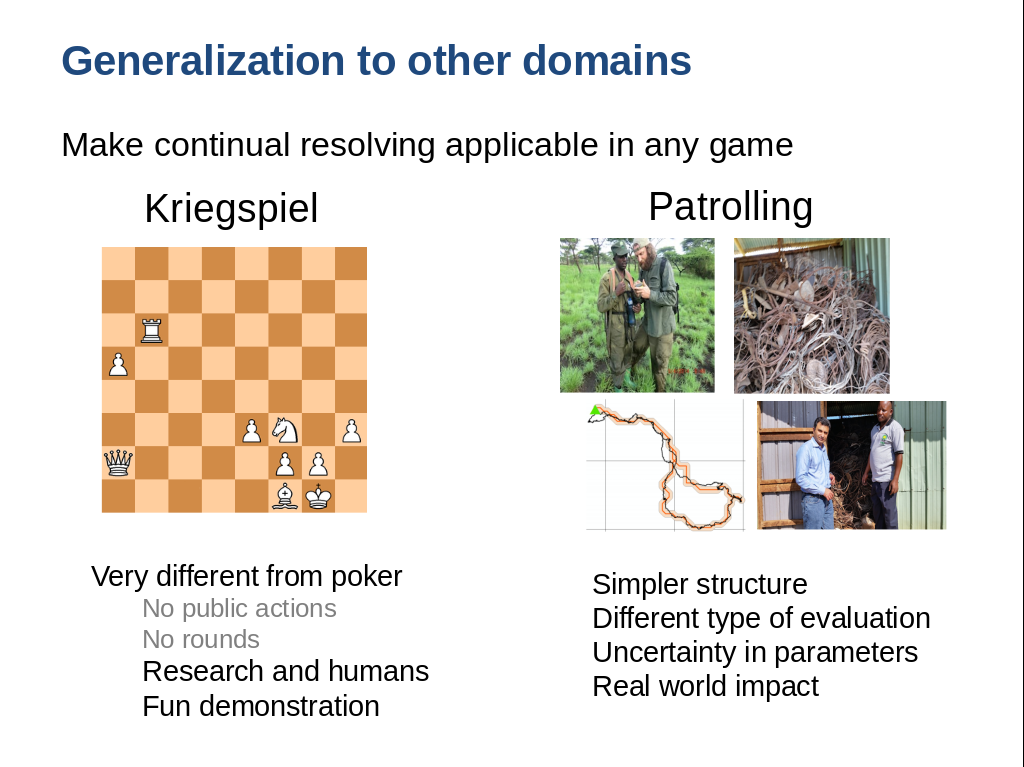 Generalization to other domains
Make continual resolving applicable in any game
Kriegspiel
Patrolling
Very different from poker
No public actions
No rounds
Research and humans
Fun demonstration
Simpler structure
Different type of evaluation
Uncertainty in parameters
Real world impact